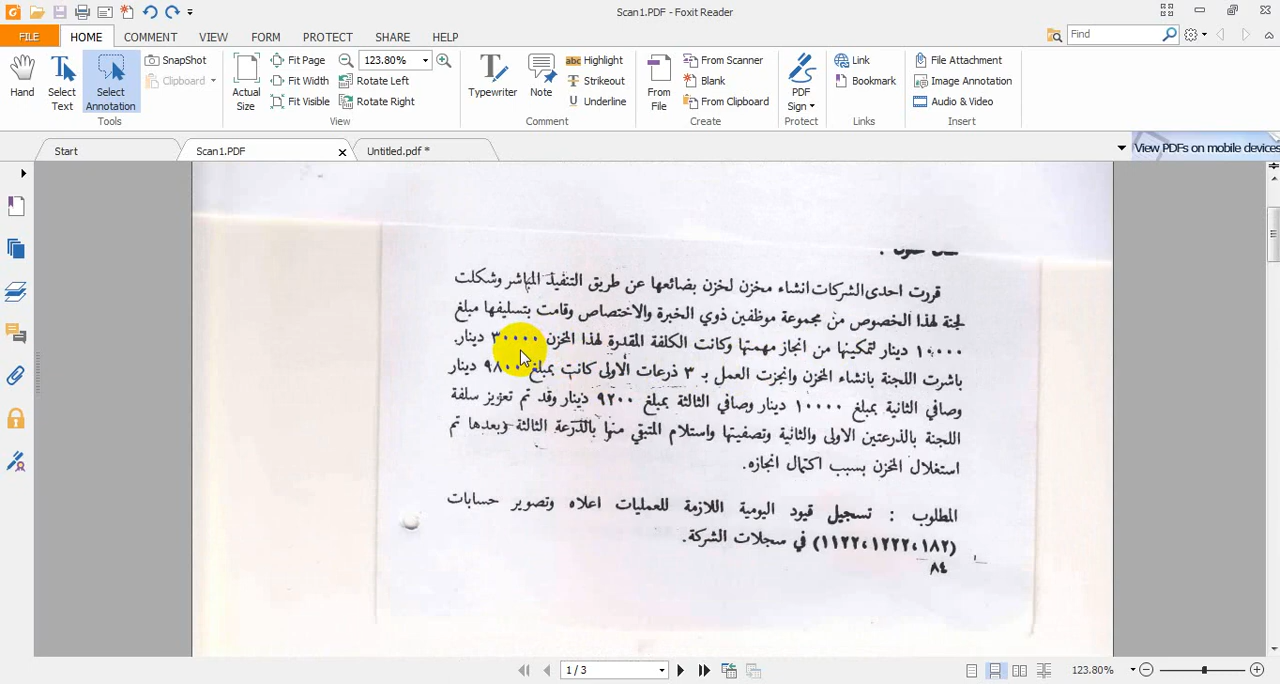 Scan1.PDF - Foxit Reader
FILE
HOME
COMMENT
VIEW
FORM
PROTECT
SHARE
HELP
Find
Hand
Select Text
Select Annotation
SnapShot
Clipboard
Tools
Actual Size
Fit Page
Fit Width
Fit Visible
123.80%
Rotate Left
Rotate Right
View
Typewriter
Note
Highlight
Strikeout
Underline
Comment
From File
From Scanner
Blank
From Clipboard
Create
PDF Sign
Protect
Link
Bookmark
Links
File Attachment
Image Annotation
Audio & Video
Insert
Start
Scan1.PDF
Untitled.pdf *
View PDFs on mobile devices
قررت احدى الشركات انشاء مخزن لخزن بضائعها عن طريق التنفيذ المباشر وشكلت
لجنة لهذا الخصوص من مجموعة موظفين ذوي الخبرة والاختصاص وقامت بتسليفها مبلغ
١٠٠٠٠ دينار لتمكينها من انجاز مهمتها وكانت الكلفة المقدرة لهذا المخزن ٣٠٠٠٠ دينار.
باشرت اللجنة بانشاء المخزن وانجزت العمل بـ ٣ ذرعات الأولى كانت بمبلغ ٩٨٠٠ دينار
وصافي الثانية بمبلغ ١٠٠٠٠ دينار وصافي الثالثة بمبلغ ٩٢٠٠ دينار وقد تم تعزيز سلفة
اللجنة بالذرعتين الاولى والثانية وتصفيتها واستلام المتبقي منها بالذرعة الثالثة وبعدها تم
استغلال المخزن بسبب اكتمال انجازه.
المطلوب : تسجيل قيود اليومية اللازمة للعمليات اعلاه وتصوير حسابات
(١١٢٢،١٢٢٢،١٨٢) في سجلات الشركة.
٨٤
1 / 3
123.80%